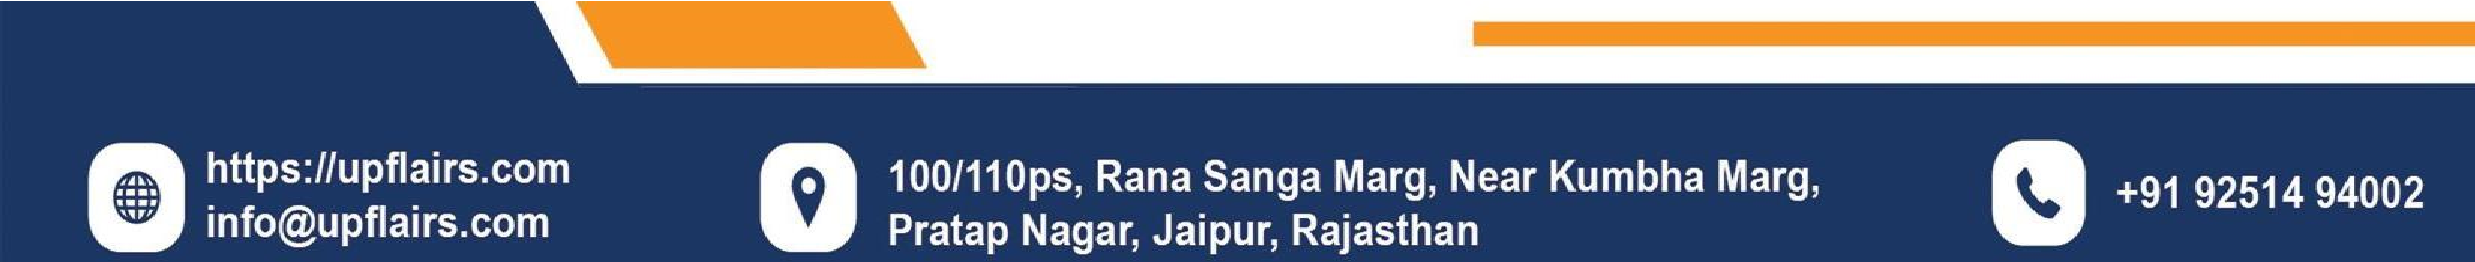 https://upflairs.com
info@upflairs.com
100/110ps, Rana Sanga Marg, Near Kumbha Marg,
Pratap Nagar, Jaipur, Rajasthan
+91 92514 94002